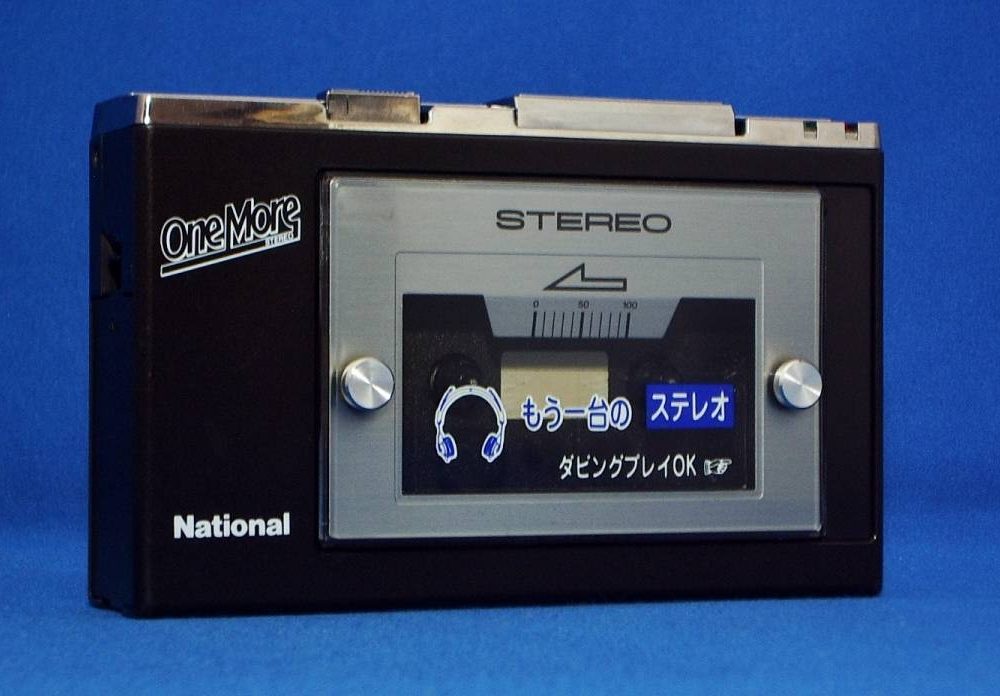 One More
STEREO
STEREO
0 50 100
もう一台の ステレオ
ダビングプレイOK
National